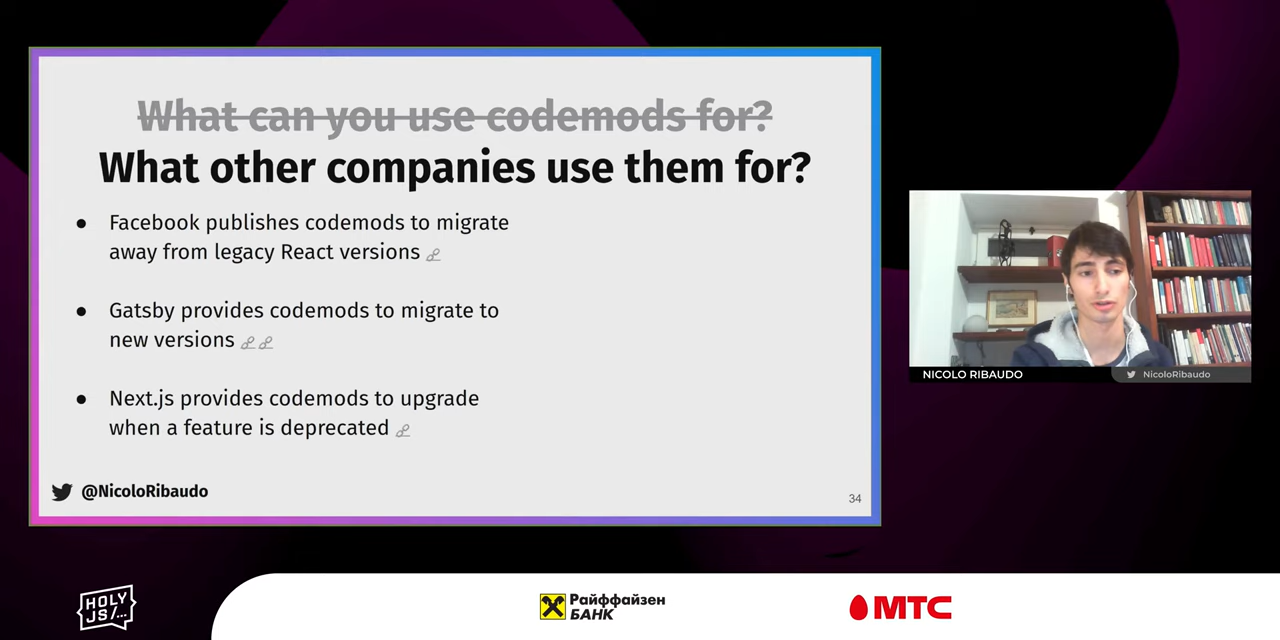 What can you use codemods for?
What other companies use them for?
● Facebook publishes codemods to migrate
away from legacy React versions
● Gatsby provides codemods to migrate to
new versions
● Next.js provides codemods to upgrade
when a feature is deprecated
@NicoloRibaudo
34
NICOLO RIBAUDO
NicoloRibaudo
HOLY
JS/...
Райффайзен
БАНК
МТС